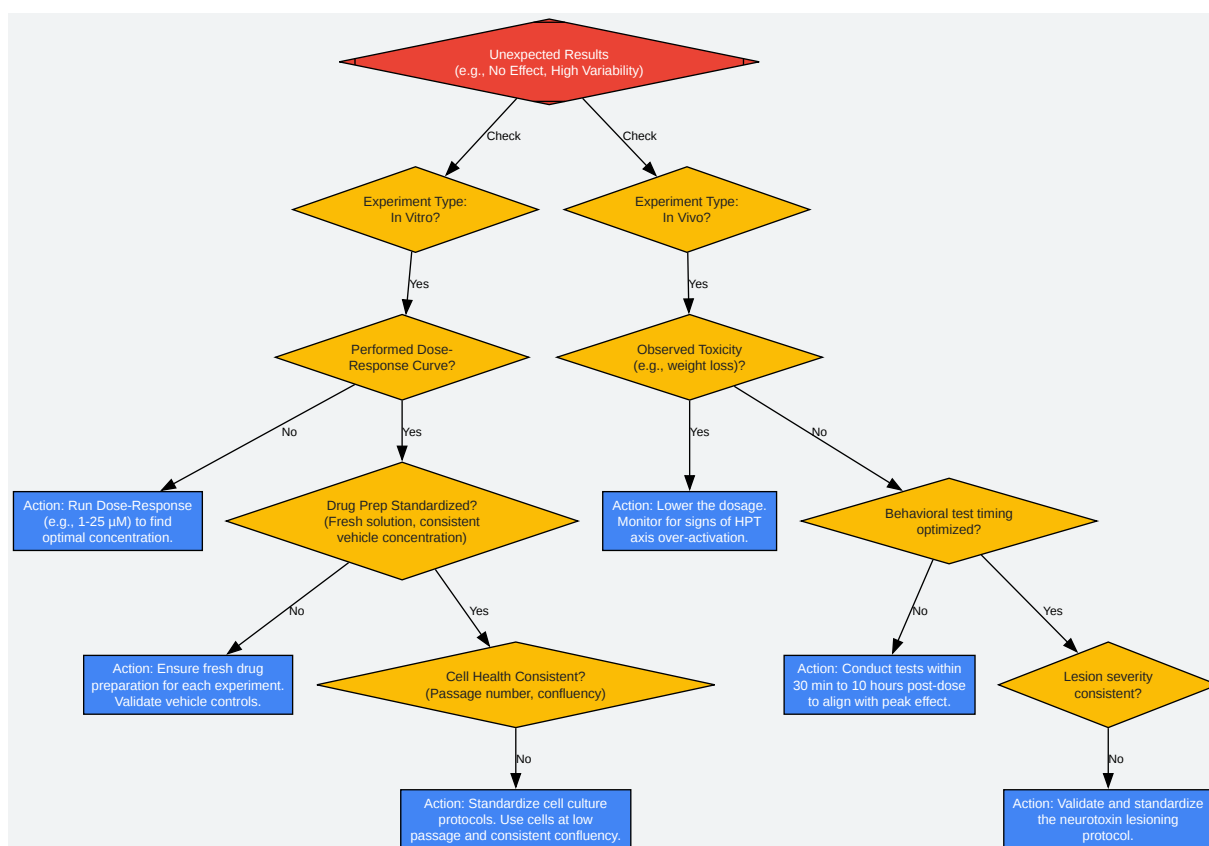 Unexpected Results
(e.g., No Effect, High Variability)
Check
Check
Experiment Type:
In Vitro?
Experiment Type:
In Vivo?
Yes
Yes
Performed Dose-
Response Curve?
Observed Toxicity
(e.g., weight loss)?
No
Yes
Yes
No
Action: Run Dose-Response
(e.g., 1-25 µM) to find
optimal concentration.
Drug Prep Standardized?
(Fresh solution, consistent
vehicle concentration)
Action: Lower the dosage.
Monitor for signs of HPT
axis over-activation.
Behavioral test timing
optimized?
No
Yes
No
Yes
Action: Ensure fresh drug
preparation for each experiment.
Validate vehicle controls.
Cell Health Consistent?
(Passage number, confluency)
Action: Conduct tests within
30 min to 10 hours post-dose
to align with peak effect.
Lesion severity
consistent?
No
No
Action: Standardize cell culture
protocols. Use cells at low
passage and consistent confluency.
Action: Validate and standardize
the neurotoxin lesioning
protocol.